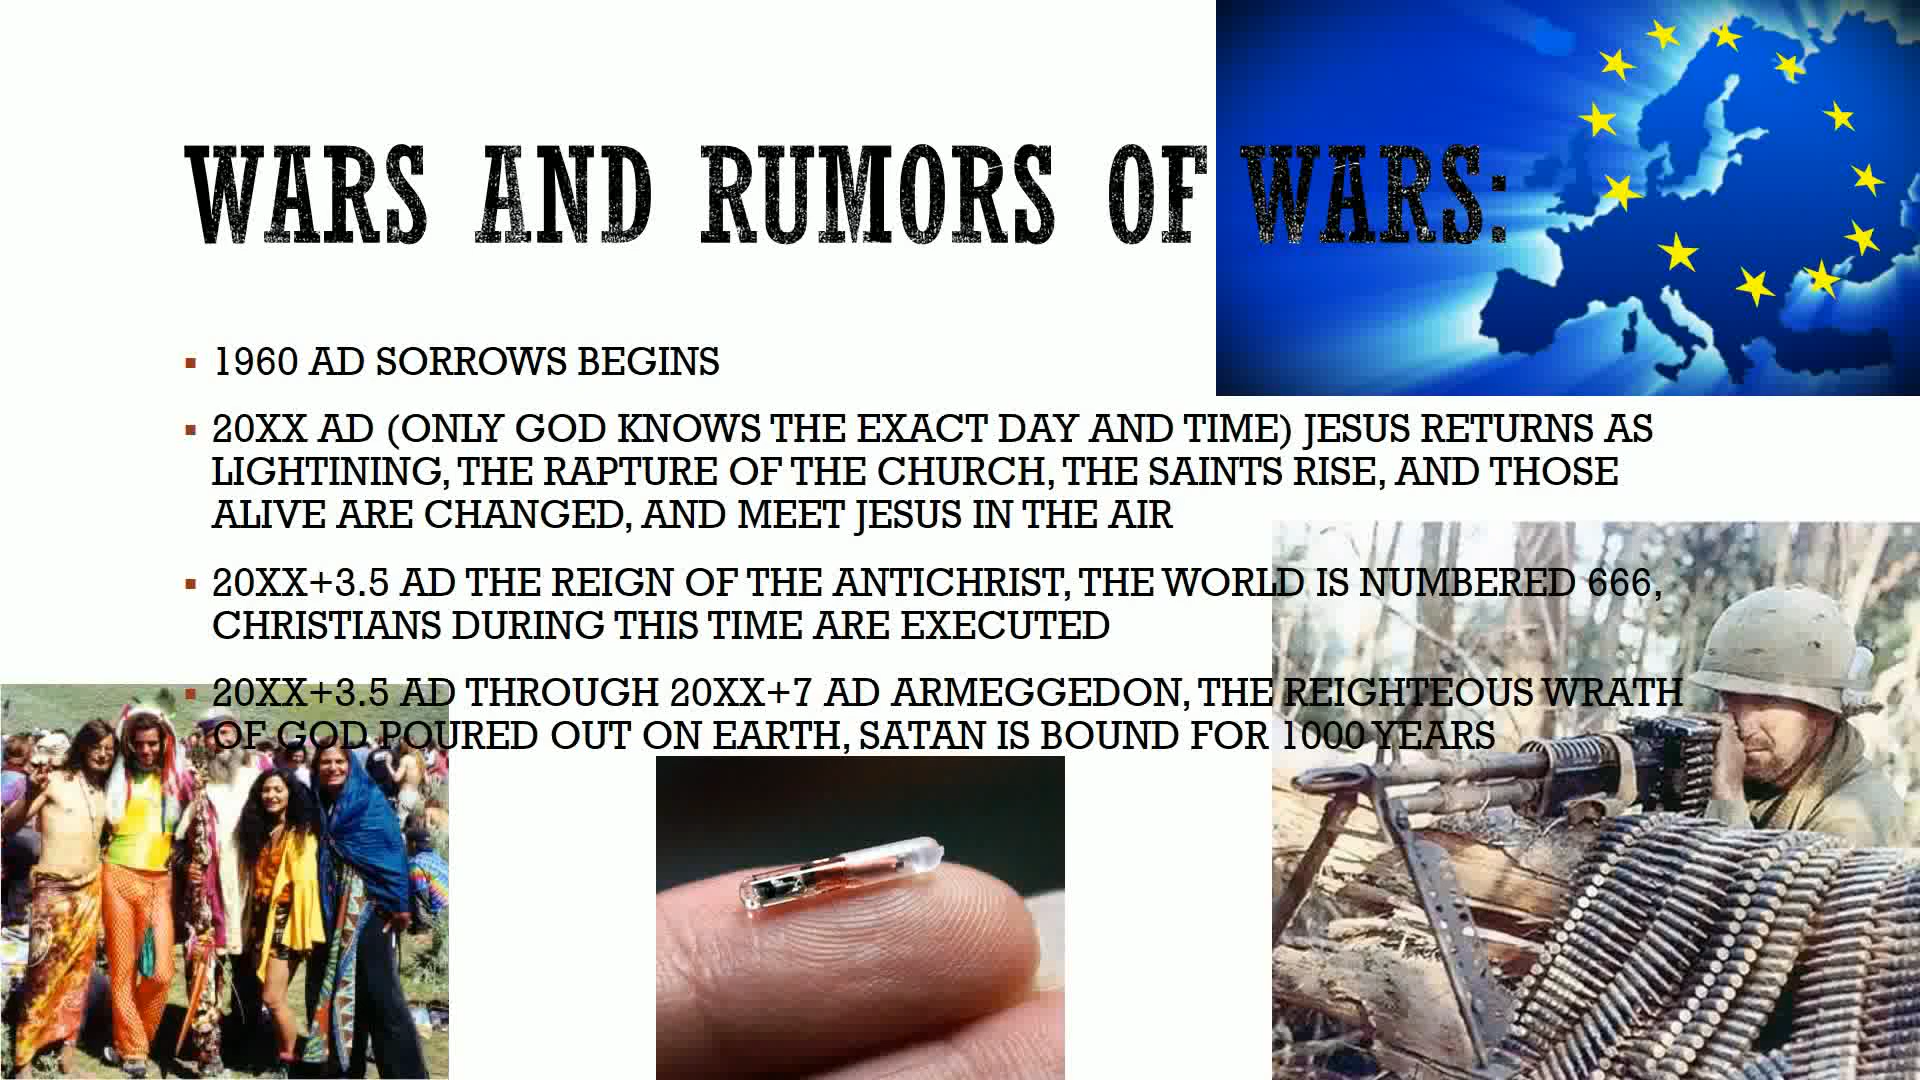 WARS AND RUMORS OF WARS:
1960 AD SORROWS BEGINS
20XX AD (ONLY GOD KNOWS THE EXACT DAY AND TIME) JESUS RETURNS AS
LIGHTINING, THE RAPTURE OF THE CHURCH, THE SAINTS RISE, AND THOSE
ALIVE ARE CHANGED, AND MEET JESUS IN THE AIR
20XX+3.5 AD THE REIGN OF THE ANTICHRIST, THE WORLD IS NUMBERED 666,
CHRISTIANS DURING THIS TIME ARE EXECUTED
20XX+3.5 AD THROUGH 20XX+7 AD ARMEGGEDON, THE REIGHTEOUS WRATH
OF GOD POURED OUT ON EARTH, SATAN IS BOUND FOR 1000 YEARS